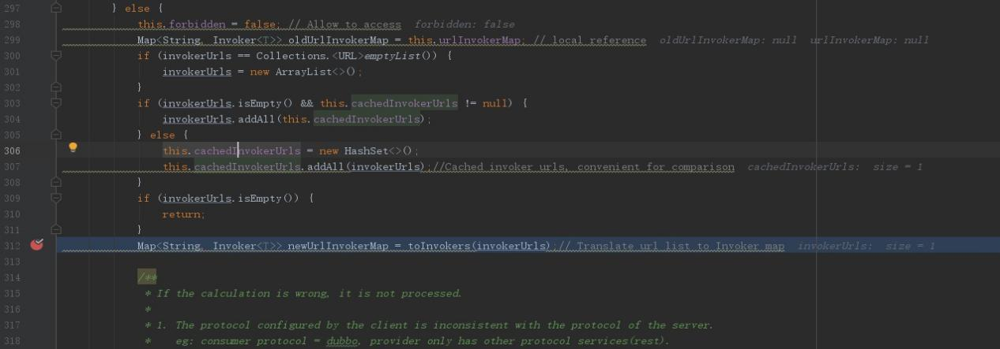 297 } else {
298 this.forbidden = false; // Allow to access forbidden: false
299 Map<String, Invoker<T>> oldUrlInvokerMap = this.urlInvokerMap; // local reference oldUrlInvokerMap: null urlInvokerMap: null
300 if (invokerUrls == Collections.<URL>emptyList()) {
301 invokerUrls = new ArrayList<>();
302 }
303 if (invokerUrls.isEmpty() && this.cachedInvokerUrls != null) {
304 invokerUrls.addAll(this.cachedInvokerUrls);
305 } else {
306 this.cachedInvokerUrls = new HashSet<>();
307 this.cachedInvokerUrls.addAll(invokerUrls);//Cached invoker urls, convenient for comparison cachedInvokerUrls: size = 1
308 }
309 if (invokerUrls.isEmpty()) {
310 return;
311 }
312 Map<String, Invoker<T>> newUrlInvokerMap = toInvokers(invokerUrls);// Translate url list to Invoker map invokerUrls: size = 1
313
314 /**
315 * If the calculation is wrong, it is not processed.
316 *
317 * 1. The protocol configured by the client is inconsistent with the protocol of the server.
318 * eg: consumer protocol = dubbo, provider only has other protocol services(rest).